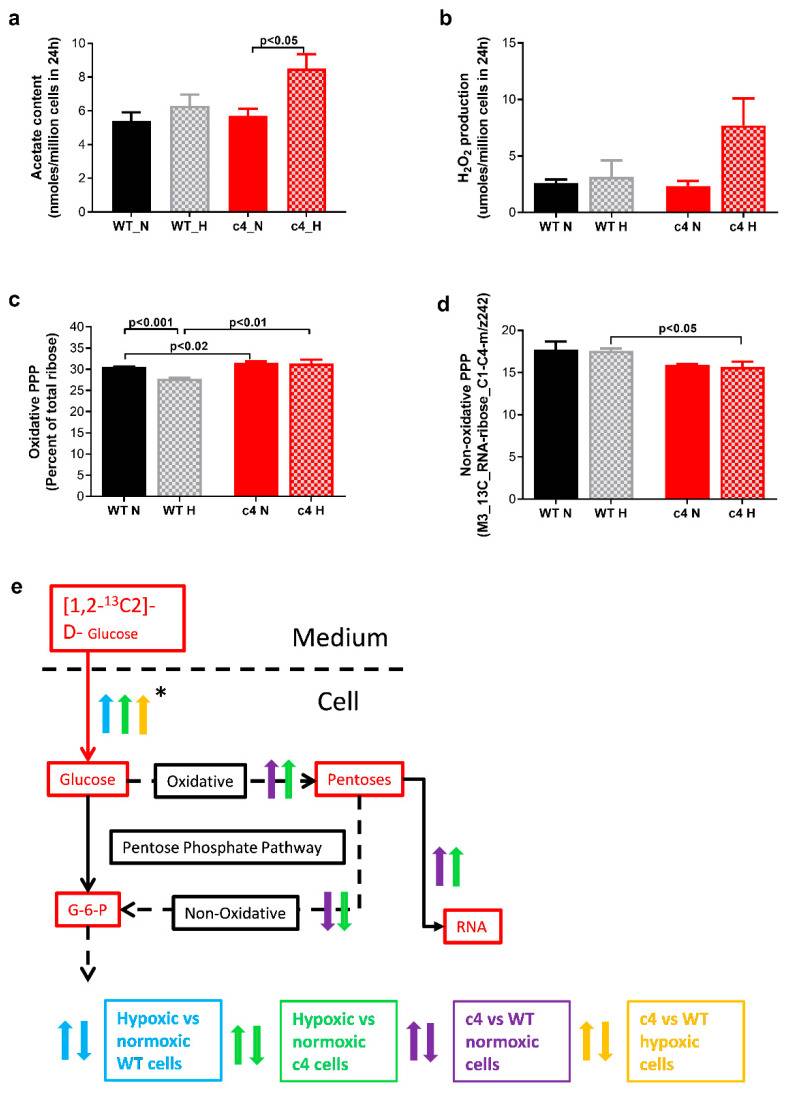 a
Acetate content
(nmoles/million cells in 24h)
10
8
6
4
2
0
p<0.05
WT_N WT_H c4_N c4_H
b
H2O2 production
(umoles/million cells in 24h)
15
10
5
0
WT N WT H c4 N c4 H
c
Oxidative PPP
(Percent of total ribose)
40
35
30
25
20
15
10
5
0
p<0.001
p<0.01
p<0.02
WT N WT H c4 N c4 H
d
Non-oxidative PPP
(M3_13C_RNA-ribose_C1-C4-m/z242)
20
15
10
5
0
p<0.05
WT N WT H c4 N c4 H
e
[1,2-13C2]-
D- Glucose
Medium
Cell
*
Glucose
Oxidative
Pentoses
Pentose Phosphate Pathway
G-6-P
Non-Oxidative
RNA
Hypoxic vs
normoxic
WT cells
Hypoxic vs
normoxic
c4 cells
c4 vs WT
normoxic
cells
c4 vs WT
hypoxic
cells